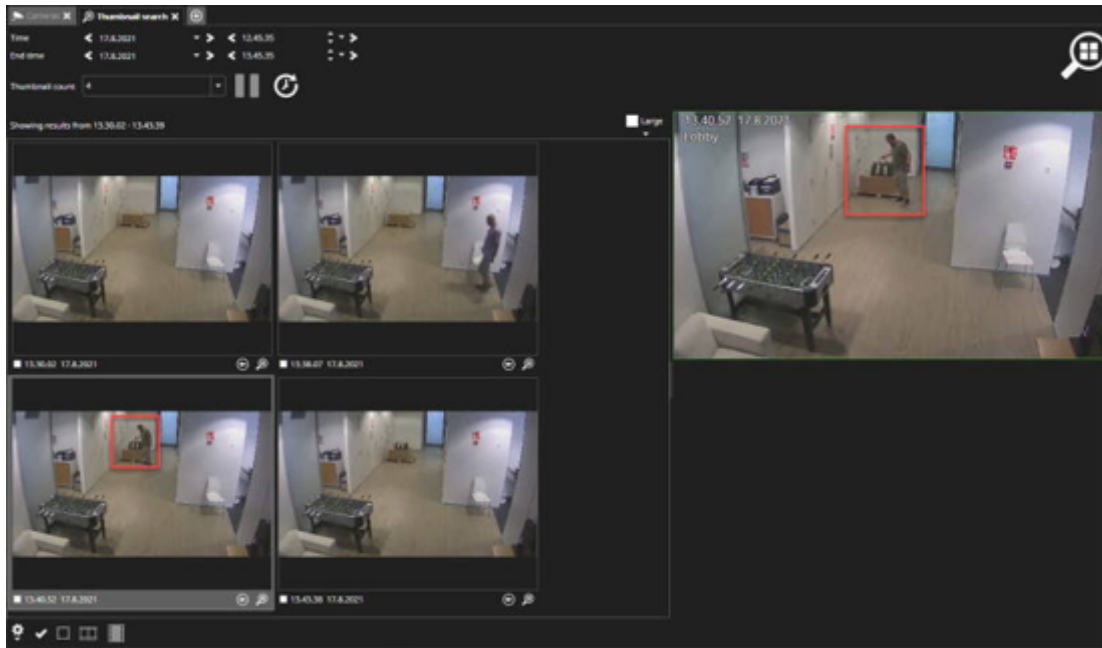 Cameras
Thumbnail search
Time 17.8.2021 12.45.35
End time 17.8.2021 13.45.35
Thumbnail count 4
Showing results from 13.30.02 - 13.45.39
Large
13.40.52 17.8.2021
Lobby
13.30.02 17.8.2021
13.38.07 17.8.2021
13.40.52 17.8.2021
13.45.38 17.8.2021